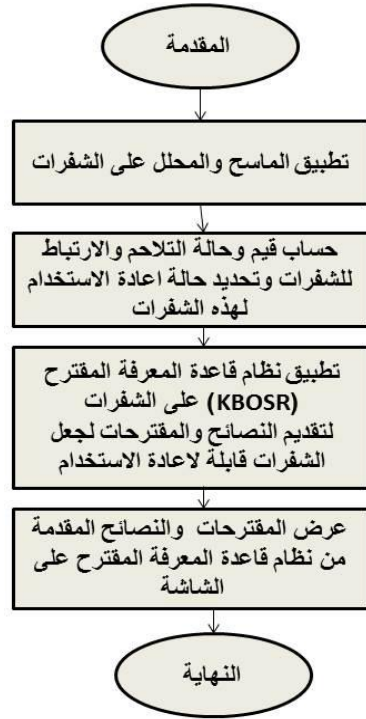 المقدمة
تطبيق الماسح والمحلل على الشفرات
حساب قيم وحالة التلاحم والارتباط
للشفرات وتحديد حالة اعادة الاستخدام
لهذه الشفرات
تطبيق نظام قاعدة المعرفة المقترح
(KBOSR) على الشفرات
لتقديم النصائح والمقترحات لجعل
الشفرات قابلة لاعادة الاستخدام
عرض المقترحات والنصائح المقدمة
من نظام قاعدة المعرفة المقترح على
الشاشة
النهاية